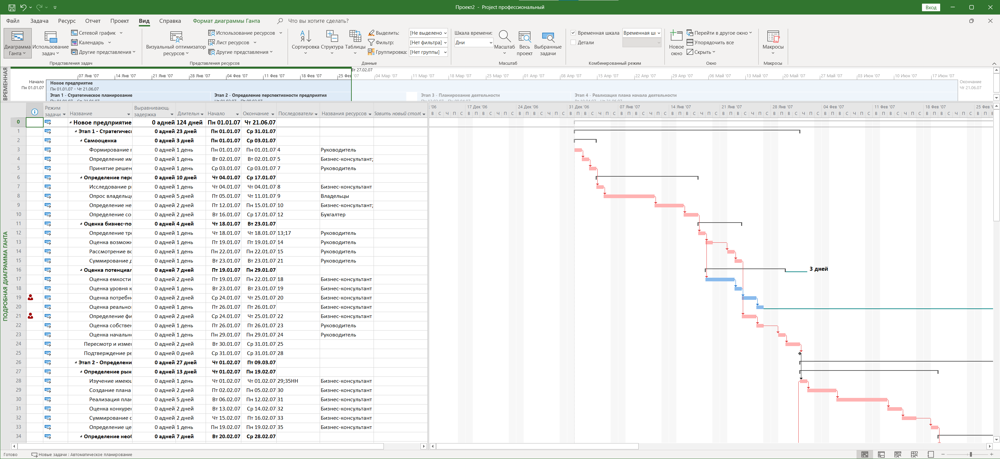 Проект2 - Project профессиональный
Вход
Файл Задача Ресурс Отчет Проект Вид Справка Формат диаграммы Ганта Что вы хотите сделать?
Диаграмма Ганта
Использование задач
Сетевой график
Календарь
Другие представления
Представления задач
Визуальный оптимизатор ресурсов
Использование ресурсов
Лист ресурсов
Другие представления
Представления ресурсов
Сортировка
Структура
Таблицы
Выделить: [Не выделено
Фильтр: [Нет фильтра]
Группировка: [Нет группы]
Данные
Шкала времени:
Дни
Масштаб
Весь проект
Выбранные задачи
Масштаб
Временная шкала Временная ш
Детали
Комбинированный режим
Новое окно
Перейти в другое окно
Упорядочить все
Скрыть
Окно
Макросы
Макросы
ВРЕМЕННАЯ
Вт 27.02.07
07 Янв '07 14 Янв '07 21 Янв '07 28 Янв '07 04 Фев '07 11 Фев '07 18 Фев '07 25 Фев '07 04 Мар '07 11 Мар '07 18 Мар '07 25 Мар '07 01 Апр '07 08 Апр '07 15 Апр '07 22 Апр '07 29 Апр '07 06 Май '07 13 Май '07 20 Май '07 27 Май '07 03 Июн '07 10 Июн '07 17 Июн '07
Начало
Пн 01.01.07
Новое предприятие
Пн 01.01.07 - Чт 21.06.07
Окончание
Чт 21.06.07
Этап 1 - Стратегическое планирование Этап 2 - Определение перспективности предприятия Этап 3 - Планирование деятельности Этап 4 - Реализация плана начала деятельности
ПОДРОБНАЯ ДИАГРАММА ГАНТА
Режим задачи Название Выравнивающа задержка Длительн Начало Окончание Последователи Названия ресурсов бавить новый столб
0 Новое предприятие 0 адней 124 дней Пн 01.01.07 Чт 21.06.07
1 Этап 1 - Стратегичес 0 адней 23 дней Пн 01.01.07 Ср 31.01.07
2 Самооценка 0 адней 3 дней Пн 01.01.07 Ср 03.01.07
3 Формирование 0 адней 1 день Пн 01.01.07 Пн 01.01.07 4 Руководитель
4 Определение им 0 адней 1 день Вт 02.01.07 Вт 02.01.07 5 Бизнес-консультант;
5 Принятие решен 0 адней 1 день Ср 03.01.07 Ср 03.01.07 7 Руководитель
6 Определение перс 0 адней 10 дней Чт 04.01.07 Ср 17.01.07
7 Исследование р 0 адней 1 день Чт 04.01.07 Чт 04.01.07 8 Бизнес-консультант
8 Опрос владельц 0 адней 5 дней Пт 05.01.07 Чт 11.01.07 9 Владельцы
9 Определение не 0 адней 2 дней Пт 12.01.07 Пн 15.01.07 10 Бизнес-консультант;
10 Определение со 0 адней 2 дней Вт 16.01.07 Ср 17.01.07 12 Бухгалтер
11 Оценка бизнес-по 0 адней 4 дней Чт 18.01.07 Вт 23.01.07
12 Определение тре 0 адней 1 день Чт 18.01.07 Чт 18.01.07 13;17 Руководитель
13 Оценка возможн 0 адней 1 день Пт 19.01.07 Пт 19.01.07 14 Руководитель
14 Рассмотрение вс 0 адней 1 день Пн 22.01.07 Пн 22.01.07 15 Руководитель
15 Суммирование д 0 адней 1 день Вт 23.01.07 Вт 23.01.07 21 Руководитель
16 Оценка потенциал 0 адней 7 дней Пт 19.01.07 Пн 29.01.07
17 Оценка емкости 0 адней 2 дней Пт 19.01.07 Пн 22.01.07 18 Бизнес-консультант
18 Оценка уровня к 0 адней 1 день Вт 23.01.07 Вт 23.01.07 19 Бизнес-консультант
19 Оценка потребн 0 адней 2 дней Ср 24.01.07 Чт 25.01.07 20 Бизнес-консультант
20 Оценка реально 0 адней 1 день Пт 26.01.07 Пт 26.01.07 Бизнес-консультант
21 Определение фи 0 адней 2 дней Ср 24.01.07 Чт 25.01.07 22 Бизнес-консультант
22 Оценка собствен 0 адней 1 день Пт 26.01.07 Пт 26.01.07 23 Руководитель
23 Оценка начально 0 адней 1 день Пн 29.01.07 Пн 29.01.07 24 Руководитель
24 Пересмотр и изме 0 адней 2 дней Вт 30.01.07 Ср 31.01.07 25
25 Подтверждение ре 0 адней 0 дней Ср 31.01.07 Ср 31.01.07 28
26 Этап 2 - Определени 0 адней 27 дней Чт 01.02.07 Пт 09.03.07
27 Определение рын 0 адней 13 дней Чт 01.02.07 Пн 19.02.07
28 Изучение имеющ 0 адней 1 день Чт 01.02.07 Чт 01.02.07 29;35НН Бизнес-консультант
29 Создание плана 0 адней 2 дней Пт 02.02.07 Пн 05.02.07 30 Бизнес-консультант
30 Реализация план 0 адней 5 дней Вт 06.02.07 Пн 12.02.07 31 Бизнес-консультант
31 Оценка конкурен 0 адней 2 дней Вт 13.02.07 Ср 14.02.07 32 Бизнес-консультант
32 Суммирование с 0 адней 2 дней Чт 15.02.07 Пт 16.02.07 33 Бизнес-консультант
33 Определение це 0 адней 1 день Пн 19.02.07 Пн 19.02.07 35 Бизнес-консультант
34 Определение необ 0 адней 7 дней Вт 20.02.07 Ср 28.02.07
'06 17 Дек '06 24 Дек '06 31 Дек '06 07 Янв '07 14 Янв '07 21 Янв '07 28 Янв '07 04 Фев '07 11 Фев '07 18 Фев '07 25 Фев
В С Ч П С В П В С Ч П С В П В С Ч П С В П В С Ч П С В П В С Ч П С В П В С Ч П С В П В С Ч П С В П В С Ч П С В П В С Ч П С В П В С Ч П С В П В С Ч П С В П
3 дней
Готово Новые задачи : Автоматическое планирование